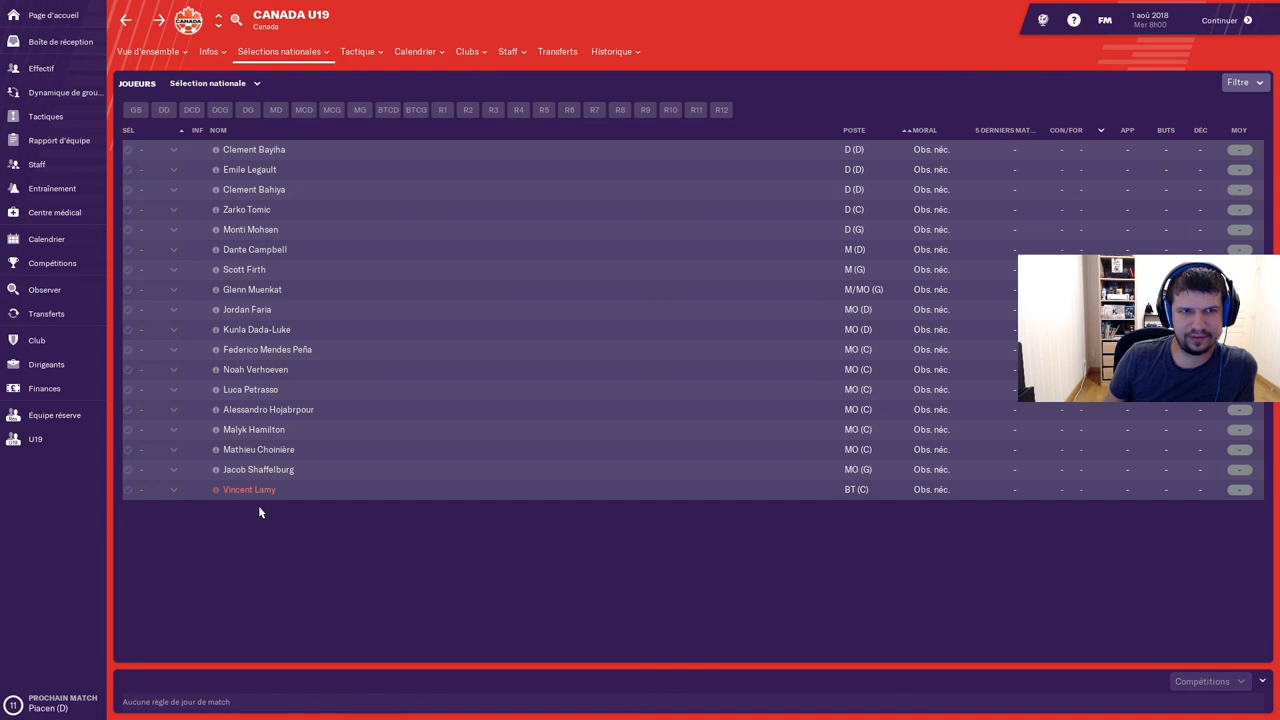 Page d'accueil
Boîte de réception
Effectif
Dynamique de grou...
Tactiques
Rapport d'équipe
Staff
Entraînement
Centre médical
Calendrier
Compétitions
Observer
Transferts
Club
Dirigeants
Finances
Équipe réserve
U19
11 PROCHAIN MATCH
Piacen (D)
CANADA U19
Canada
1 aoû 2018
Mer 8h00
FM
Continuer
Vue d'ensemble Infos Sélections nationales Tactique Calendrier Clubs Staff Transferts Historique
JOUEURS Sélection nationale Filtre
GB DD DCD DCG DG MD MCD MCG MG BTCD BTCG R1 R2 R3 R4 R5 R6 R7 R8 R9 R10 R11 R12
SÉL INF NOM POSTE MORAL 5 DERNIERS MAT... CON/FOR APP BUTS DÉC MOY
- Clement Bayiha D (D) Obs. néc. - - - - - - -
- Emile Legault D (D) Obs. néc. - - - - - - -
- Clement Bahiya D (D) Obs. néc. - - - - - - -
- Zarko Tomic D (C) Obs. néc. - - - - - - -
- Monti Mohsen D (G) Obs. néc. - - - - - - -
- Dante Campbell M (D) Obs. néc. - - - - - - -
- Scott Firth M (G) Obs. néc.
- Glenn Muenkat M/MO (G) Obs. néc.
- Jordan Faria MO (D) Obs. néc.
- Kunla Dada-Luke MO (D) Obs. néc.
- Federico Mendes Peña MO (C) Obs. néc.
- Noah Verhoeven MO (C) Obs. néc.
- Luca Petrasso MO (C) Obs. néc.
- Alessandro Hojabrpour MO (C) Obs. néc. - - - - - - -
- Malyk Hamilton MO (C) Obs. néc. - - - - - - -
- Mathieu Choinière MO (C) Obs. néc. - - - - - - -
- Jacob Shaffelburg MO (G) Obs. néc. - - - - - - -
- Vincent Lamy BT (C) Obs. néc. - - - - - - -
Compétitions
Aucune règle de jour de match